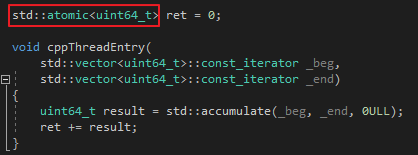 std::atomic<uint64_t> ret = 0;
void cppThreadEntry(
std::vector<uint64_t>::const_iterator _beg,
std::vector<uint64_t>::const_iterator _end)
{
uint64_t result = std::accumulate(_beg, _end, 0ULL);
ret += result;
}